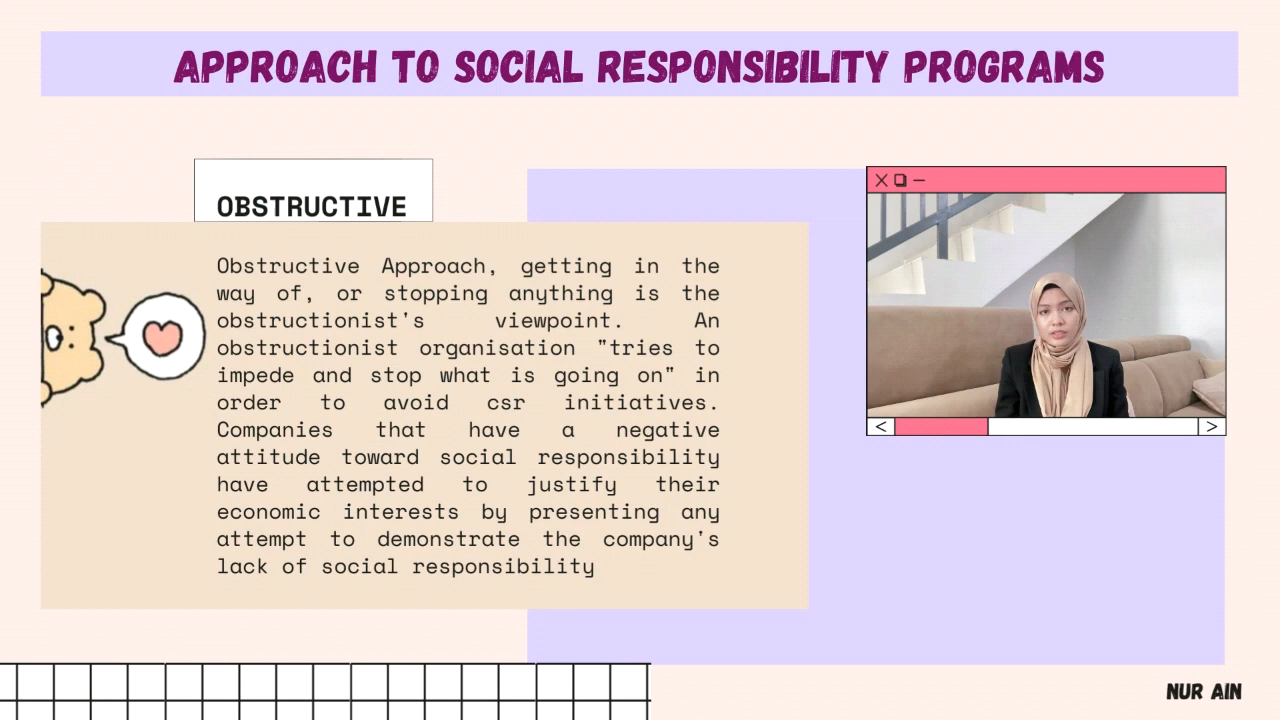 APPROACH TO SOCIAL RESPONSIBILITY PROGRAMS
OBSTRUCTIVE
Obstructive Approach, getting in the
way of, or stopping anything is the
obstructionist's viewpoint. An
obstructionist organisation "tries to
impede and stop what is going on" in
order to avoid csr initiatives.
Companies that have a negative
attitude toward social responsibility
have attempted to justify their
economic interests by presenting any
attempt to demonstrate the company's
lack of social responsibility
NUR AIN